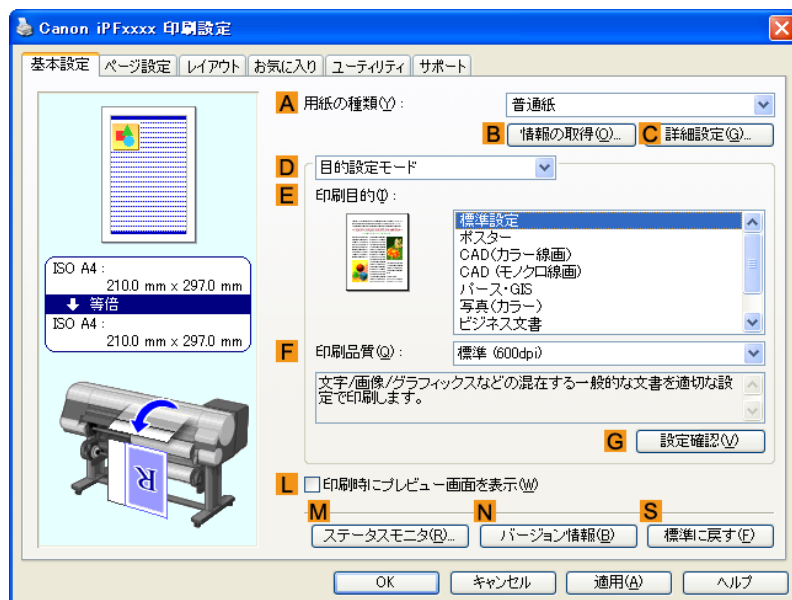 Canon iPFxxxx 印刷設定
基本設定 ページ設定 レイアウト お気に入り ユーティリティ サポート
A 用紙の種類(Y): 普通紙
B 情報の取得(O)... C 詳細設定(G)...
D 目的設定モード
E 印刷目的(I):
標準設定
ポスター
CAD(カラー線画)
CAD (モノクロ線画)
パース・GIS
写真(カラー)
ビジネス文書
ISO A4 :
210.0 mm x 297.0 mm
等倍
ISO A4 :
210.0 mm x 297.0 mm
F 印刷品質(Q): 標準 (600dpi)
文字/画像/グラフィックスなどの混在する一般的な文書を適切な設
定で印刷します。
G 設定確認(V)
R
L 印刷時にプレビュー画面を表示(W)
M N S
ステータスモニタ(R)... バージョン情報(B) 標準に戻す(F)
OK キャンセル 適用(A) ヘルプ